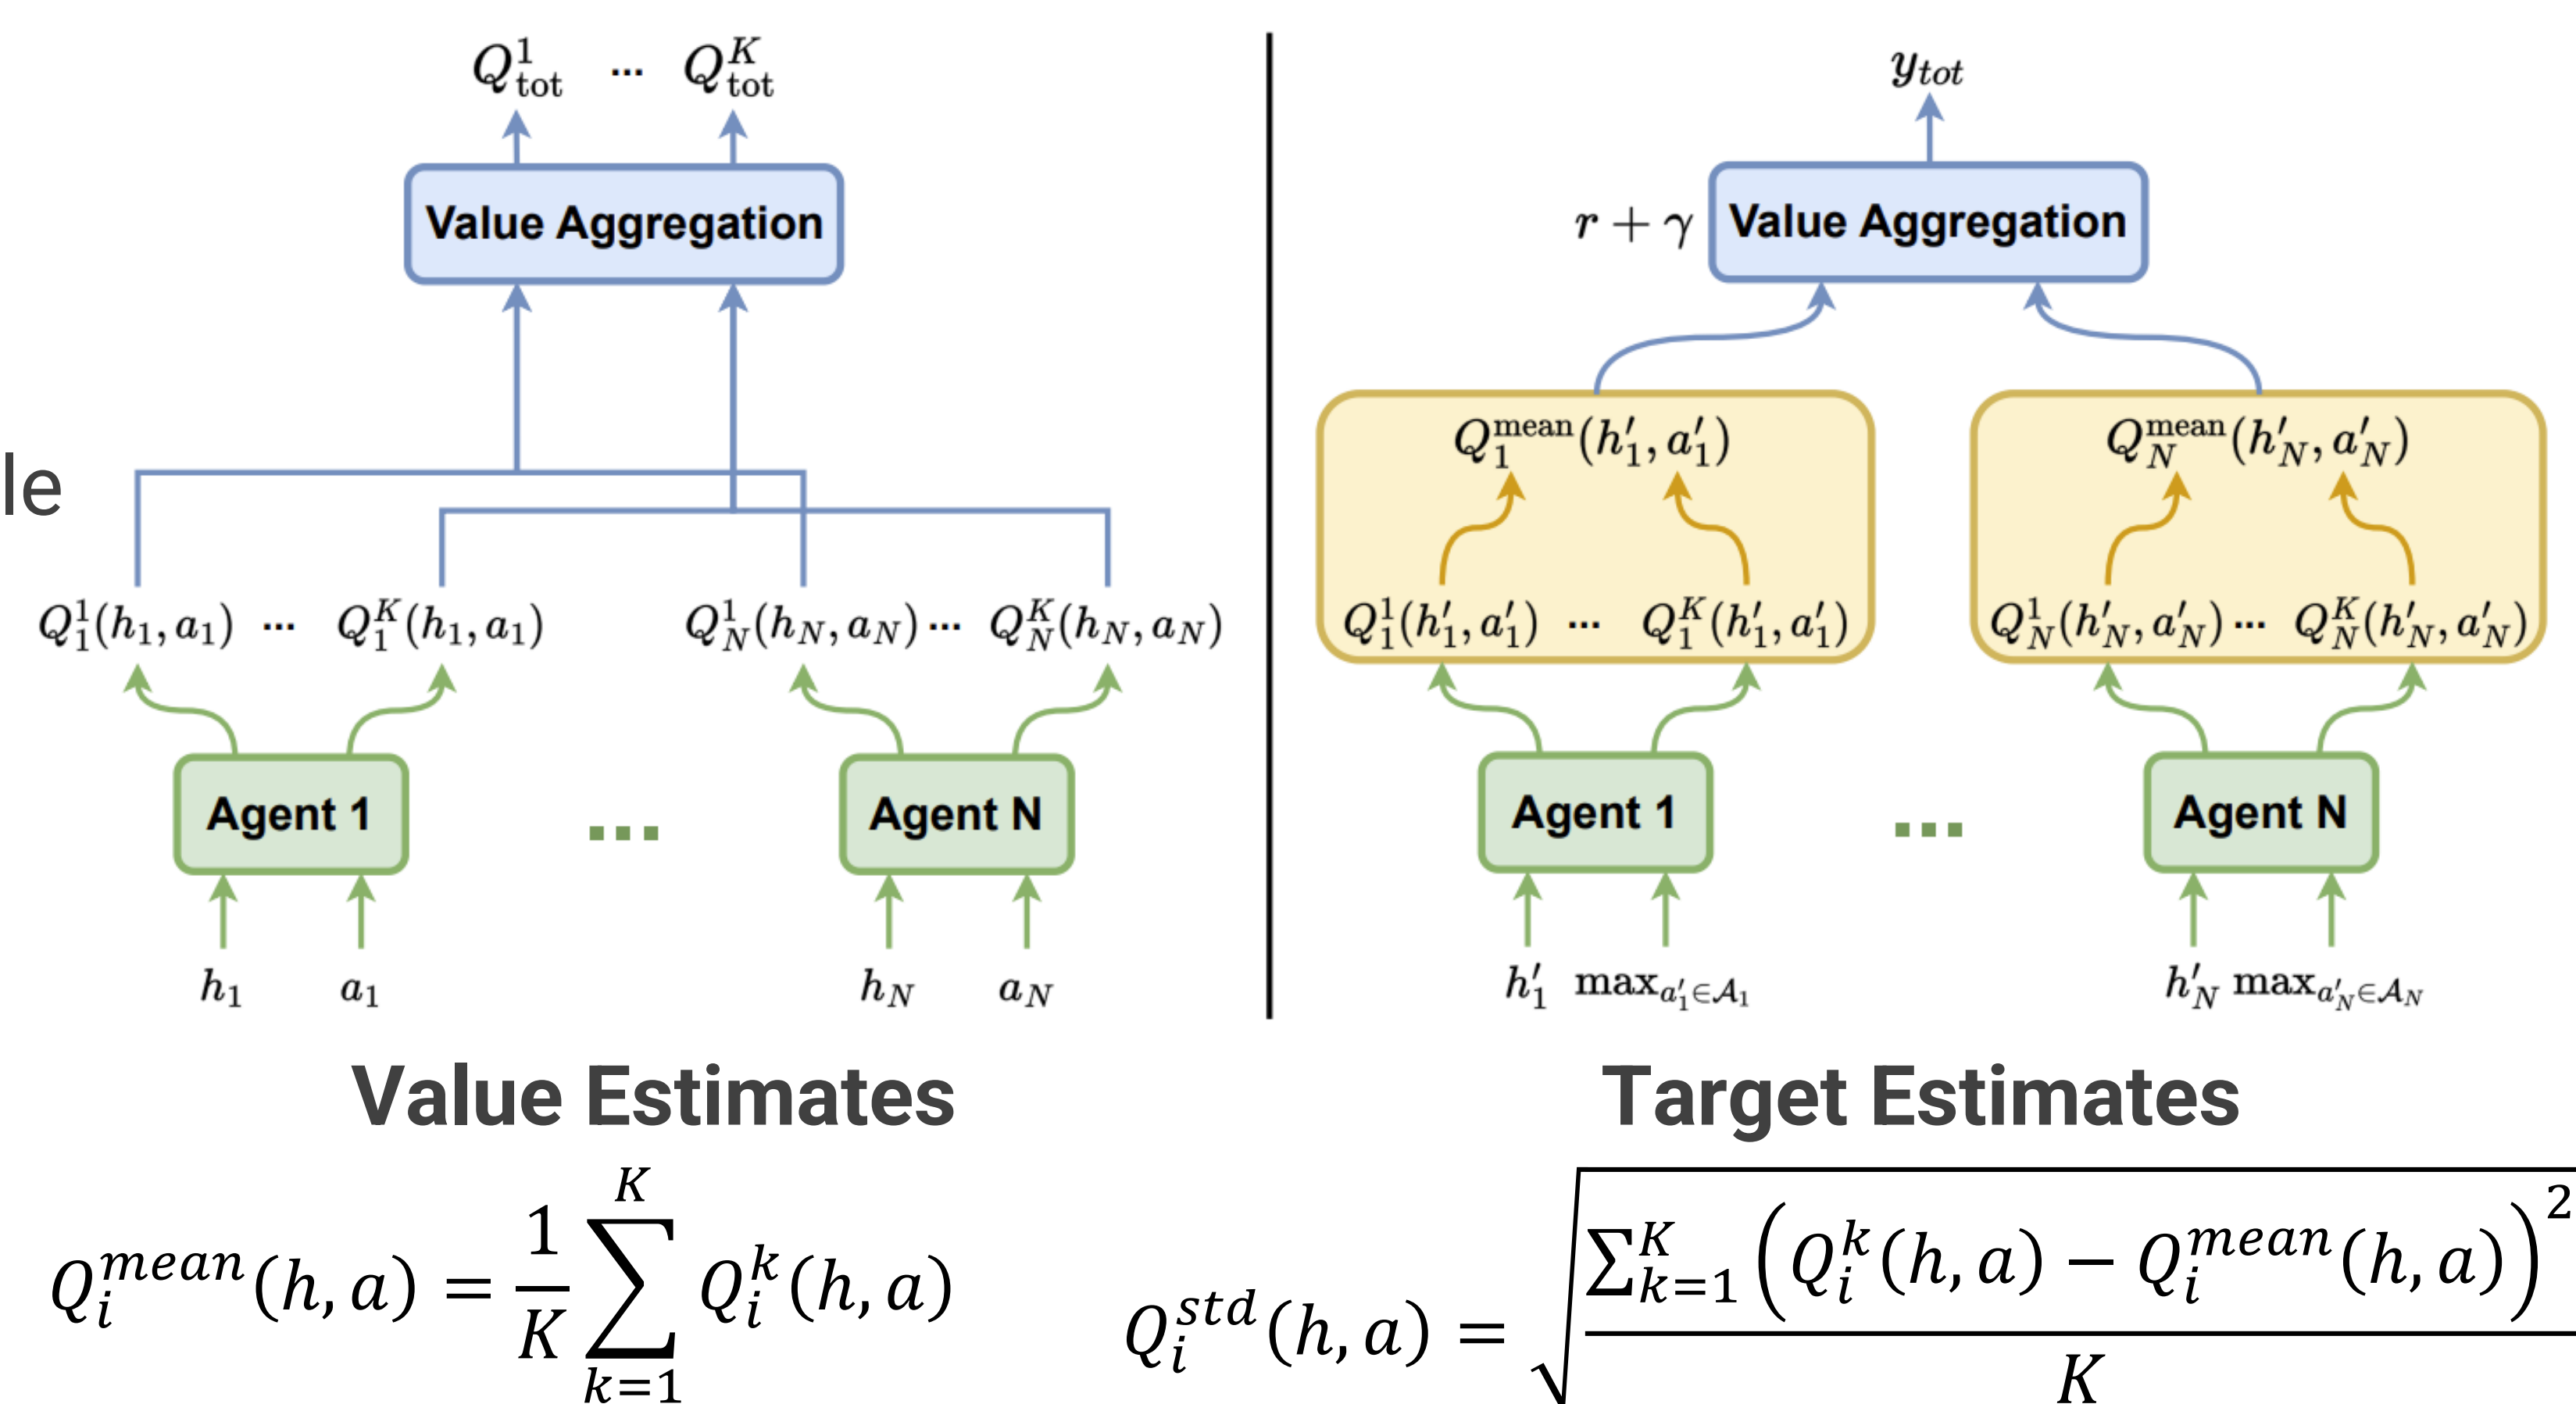 Q^1_tot ... Q^K_tot
Value Aggregation
le
Q^1_1(h_1, a_1) ... Q^K_1(h_1, a_1) Q^1_N(h_N, a_N) ... Q^K_N(h_N, a_N)
Agent 1 ... Agent N
h_1 a_1 h_N a_N
Value Estimates
y_tot
r + γ Value Aggregation
Q^mean_1(h'_1, a'_1) Q^mean_N(h'_N, a'_N)
Q^1_1(h'_1, a'_1) ... Q^K_1(h'_1, a'_1) Q^1_N(h'_N, a'_N) ... Q^K_N(h'_N, a'_N)
Agent 1 ... Agent N
h'_1 max_{a'_1∈A_1} h'_N max_{a'_N∈A_N}
Target Estimates
Q_i^mean(h, a) = 1/K ∑_{k=1}^K Q_i^k(h, a)
Q_i^std(h, a) = √(∑_{k=1}^K (Q_i^k(h, a) − Q_i^mean(h, a))^2 / K)